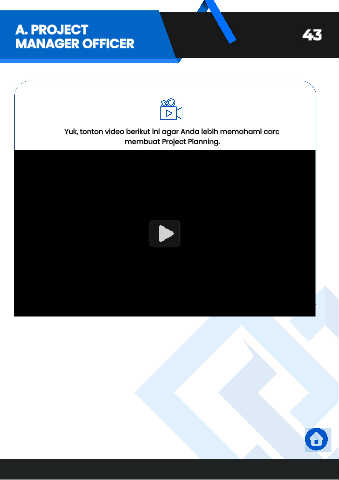 A. PROJECT
MANAGER OFFICER
43
Yuk, tonton video berikut ini agar Anda lebih memahami cara
membuat Project Planning.